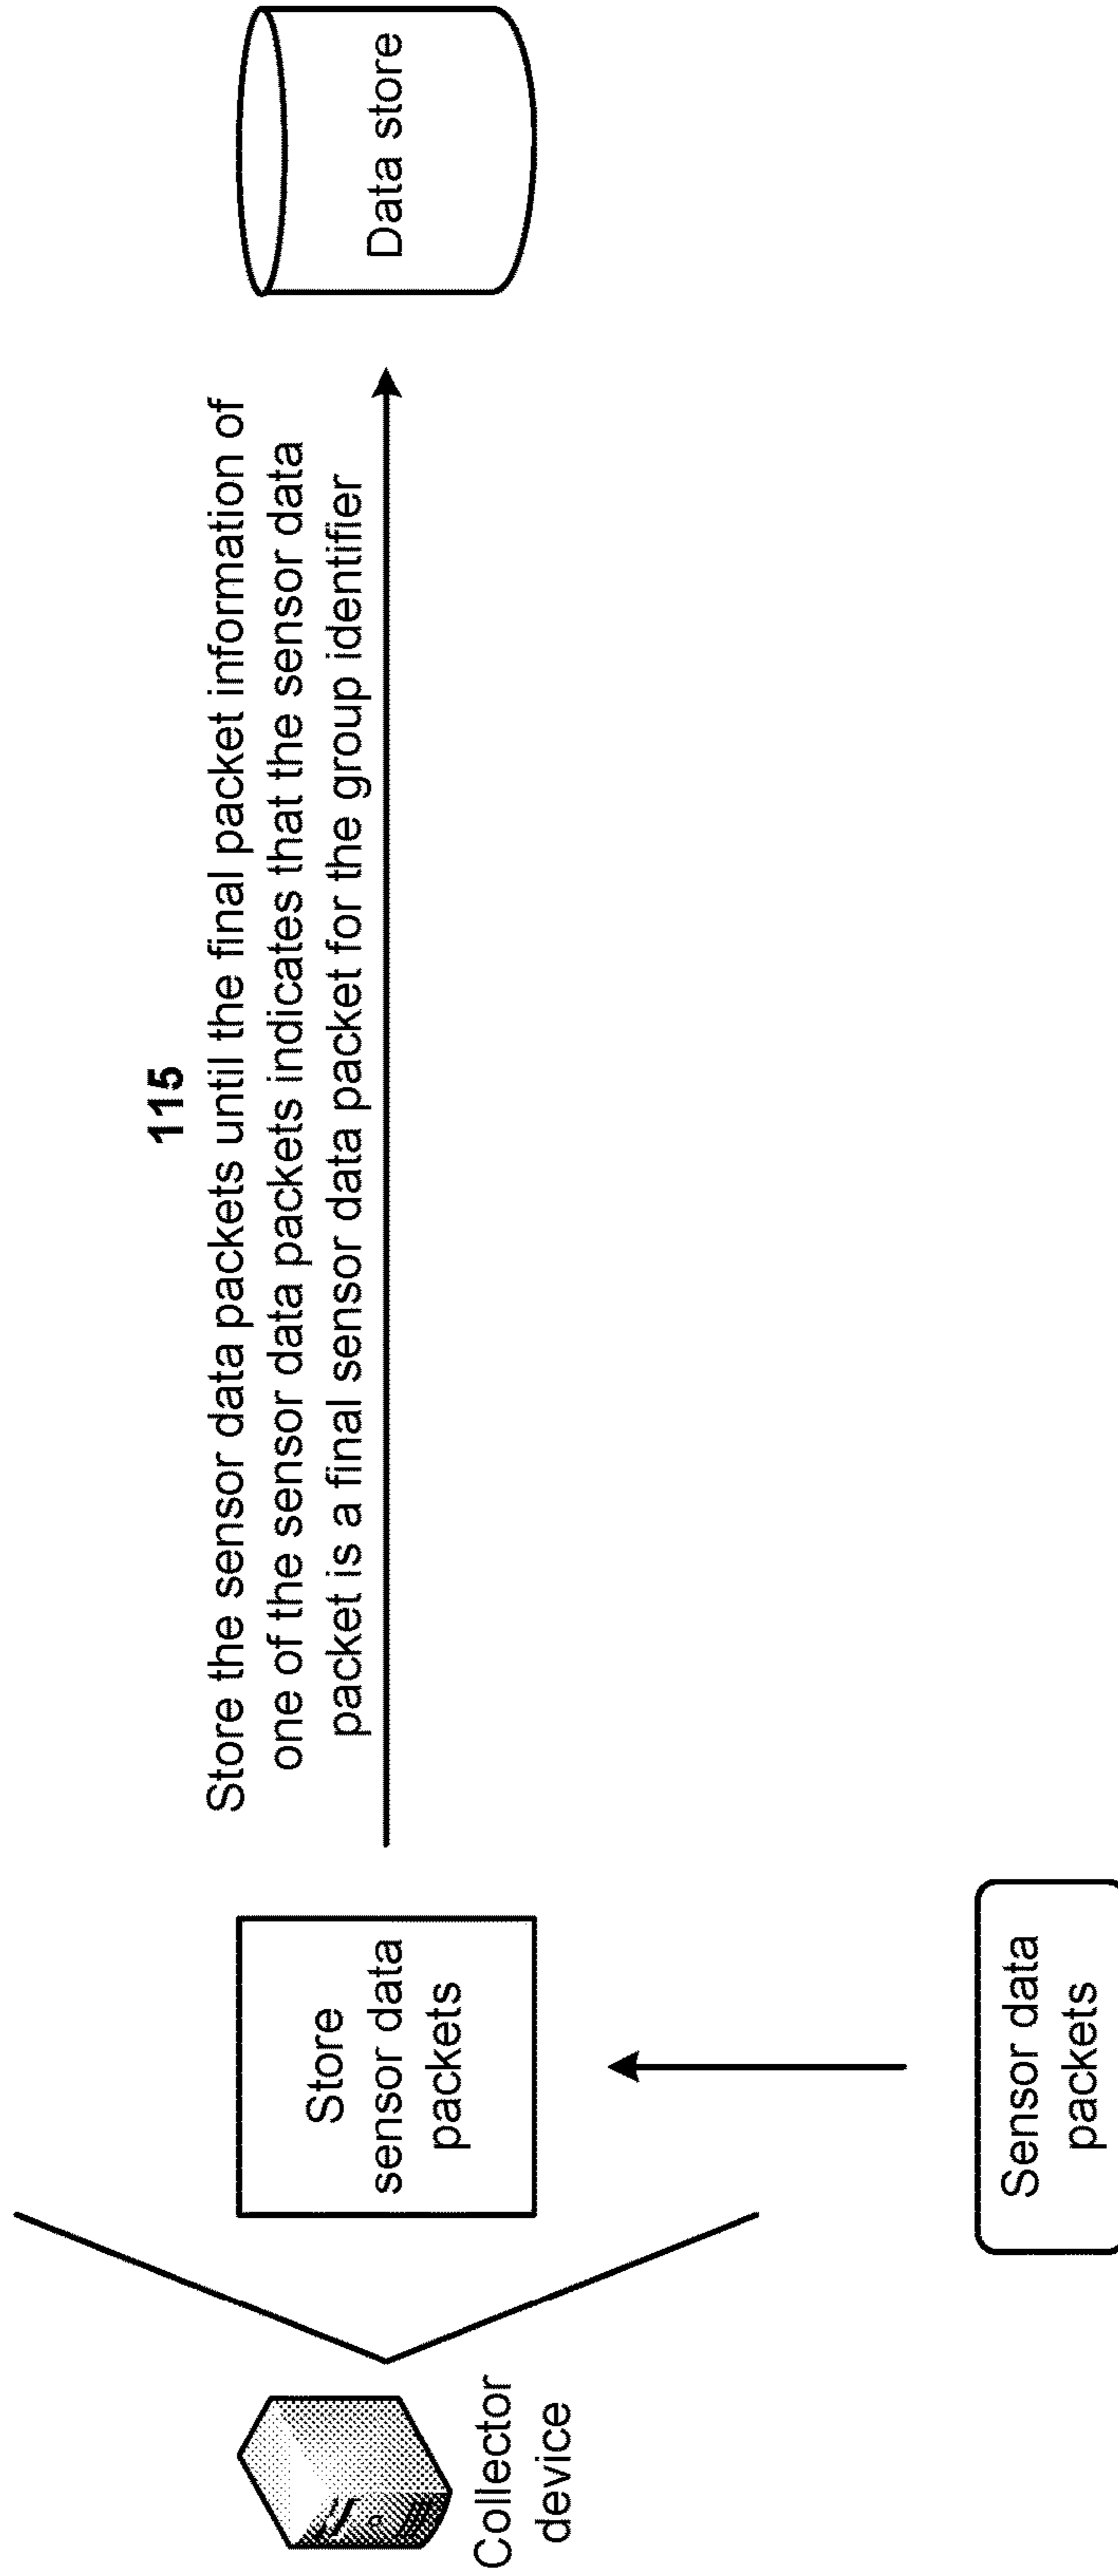 115
Store the sensor data packets until the final packet information of
one of the sensor data packets indicates that the sensor data
packet is a final sensor data packet for the group identifier
Collector
device
Store
sensor data
packets
Data store
Sensor data
packets